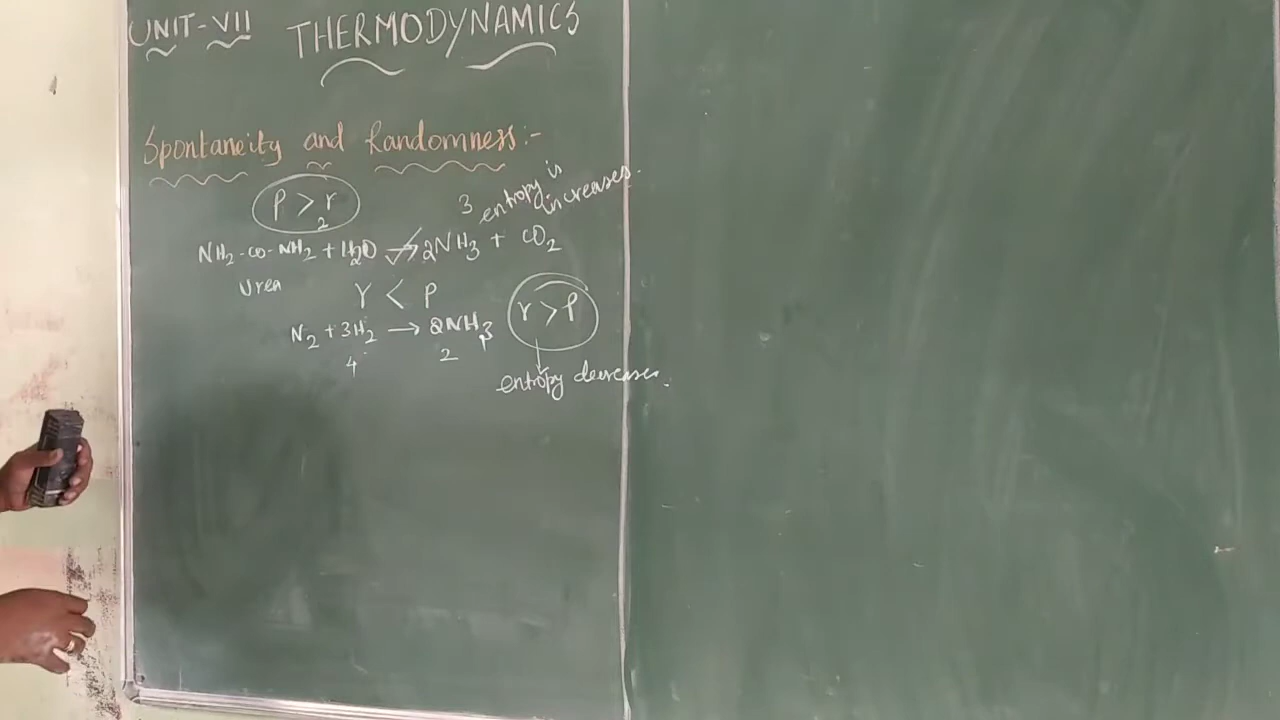 UNIT-VII THERMODYNAMICS
Spontaneity and Randomness:-
P > r
2
3
entropy is
increases.
NH2-CO-NH2 + H2O → 2NH3 + CO2
Urea
r < P
N2 + 3H2 → 2NH3
4
2
r > P
entropy decreases.